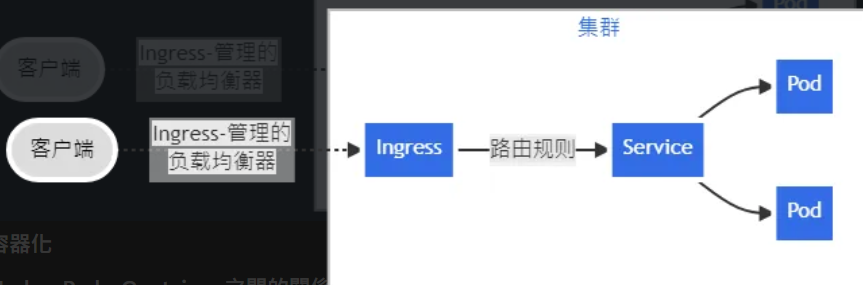 Pod
集群
客户端
Ingress-管理的
负载均衡器
Pod
客户端
Ingress-管理的
负载均衡器
Ingress
路由规则
Service
Pod
容器化